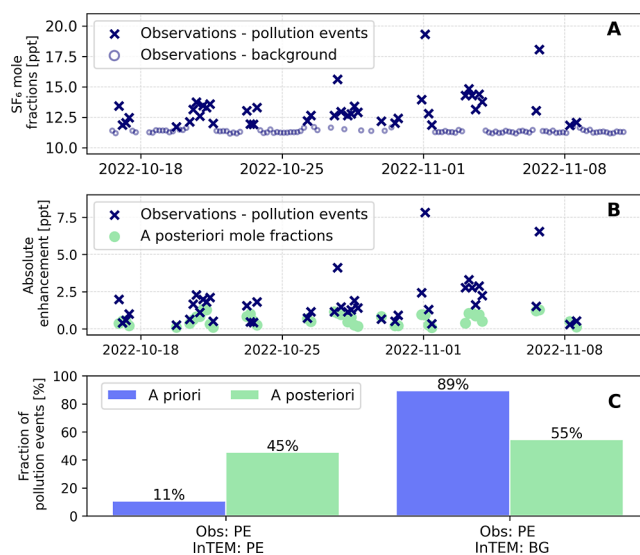 A
SF₆ mole
fractions [ppt]
20.0
17.5
15.0
12.5
10.0
Observations - pollution events
Observations - background
2022-10-18
2022-10-25
2022-11-01
2022-11-08
B
Absolute
enhancement [ppt]
7.5
5.0
2.5
0.0
Observations - pollution events
A posteriori mole fractions
2022-10-18
2022-10-25
2022-11-01
2022-11-08
C
Fraction of
pollution events [%]
100
80
60
40
20
0
A priori
A posteriori
11%
45%
89%
55%
Obs: PE
InTEM: PE
Obs: PE
InTEM: BG